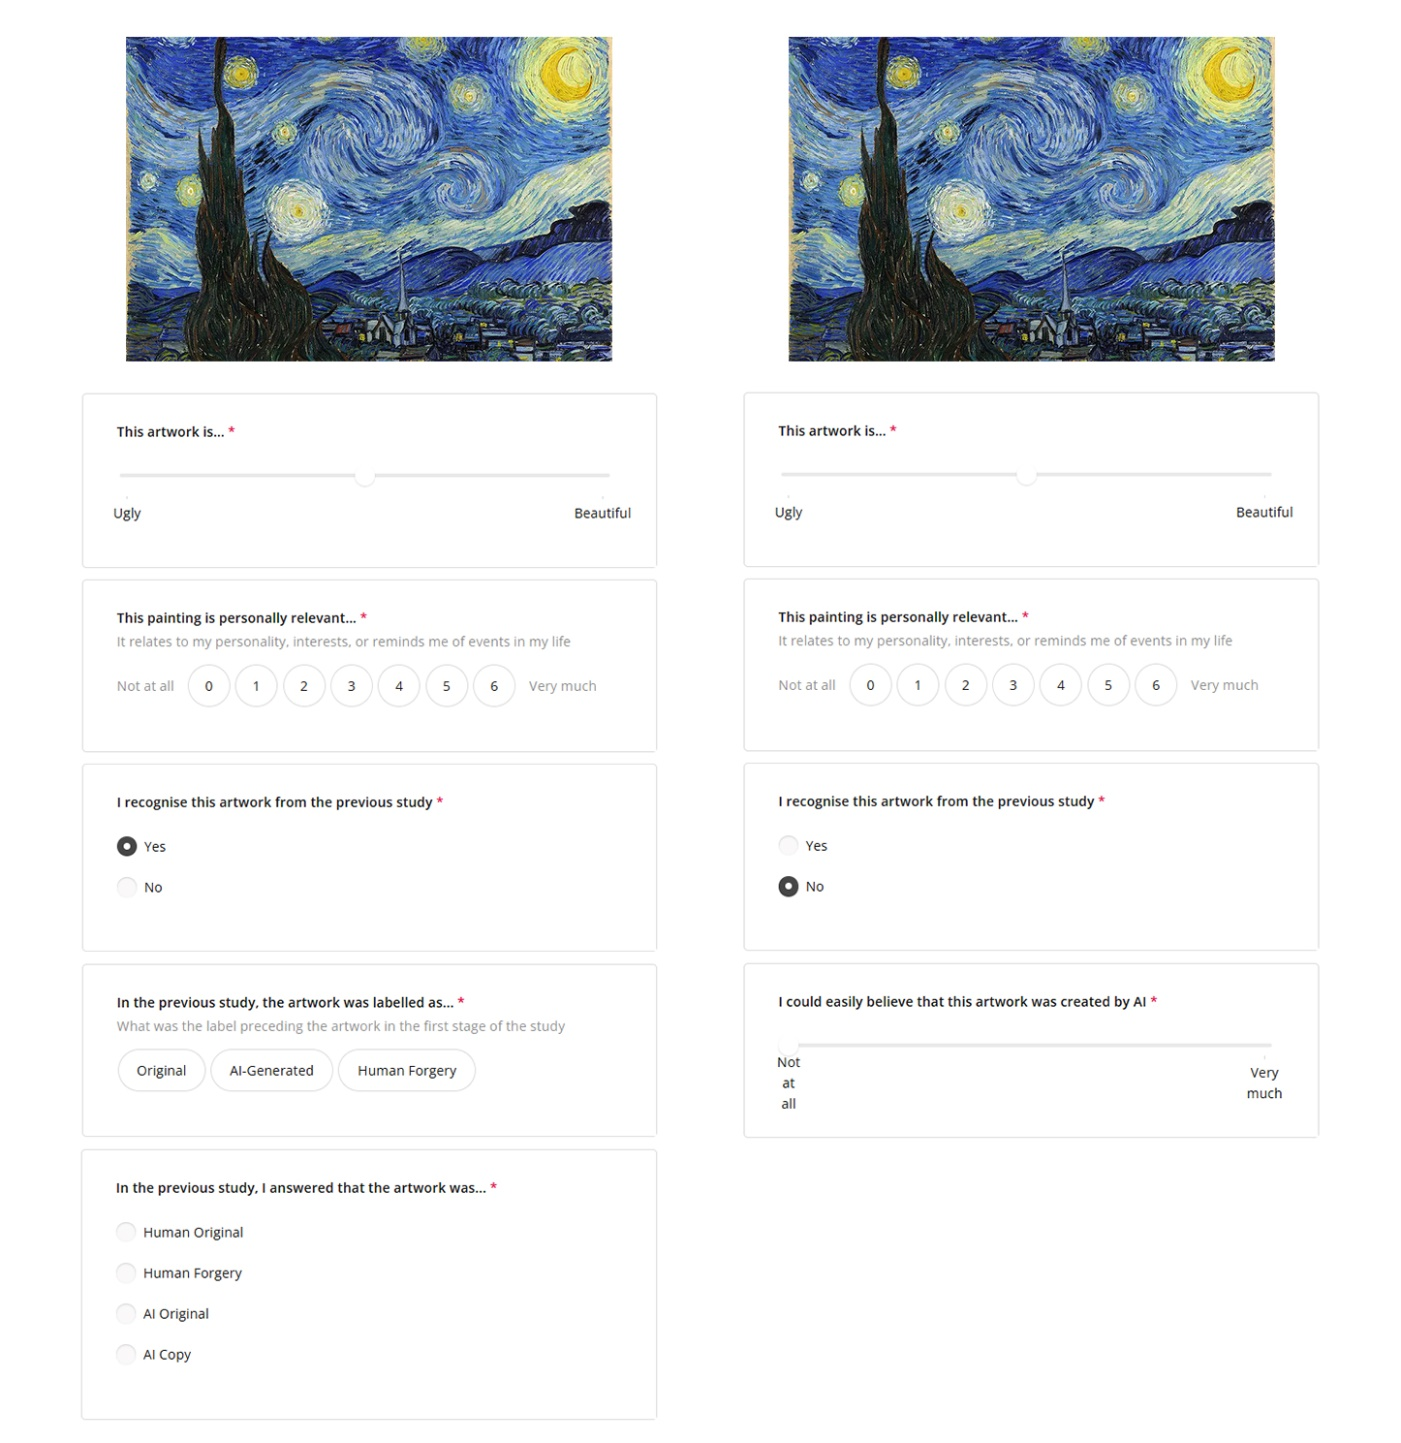 This artwork is... *
Ugly
Beautiful
This painting is personally relevant... *
It relates to my personality, interests, or reminds me of events in my life
Not at all 0 1 2 3 4 5 6 Very much
I recognise this artwork from the previous study *
Yes
No
In the previous study, the artwork was labelled as... *
What was the label preceding the artwork in the first stage of the study
Original AI-Generated Human Forgery
In the previous study, I answered that the artwork was... *
Human Original
Human Forgery
AI Original
AI Copy
This artwork is... *
Ugly
Beautiful
This painting is personally relevant... *
It relates to my personality, interests, or reminds me of events in my life
Not at all 0 1 2 3 4 5 6 Very much
I recognise this artwork from the previous study *
Yes
No
I could easily believe that this artwork was created by AI *
Not
at
all
Very
much